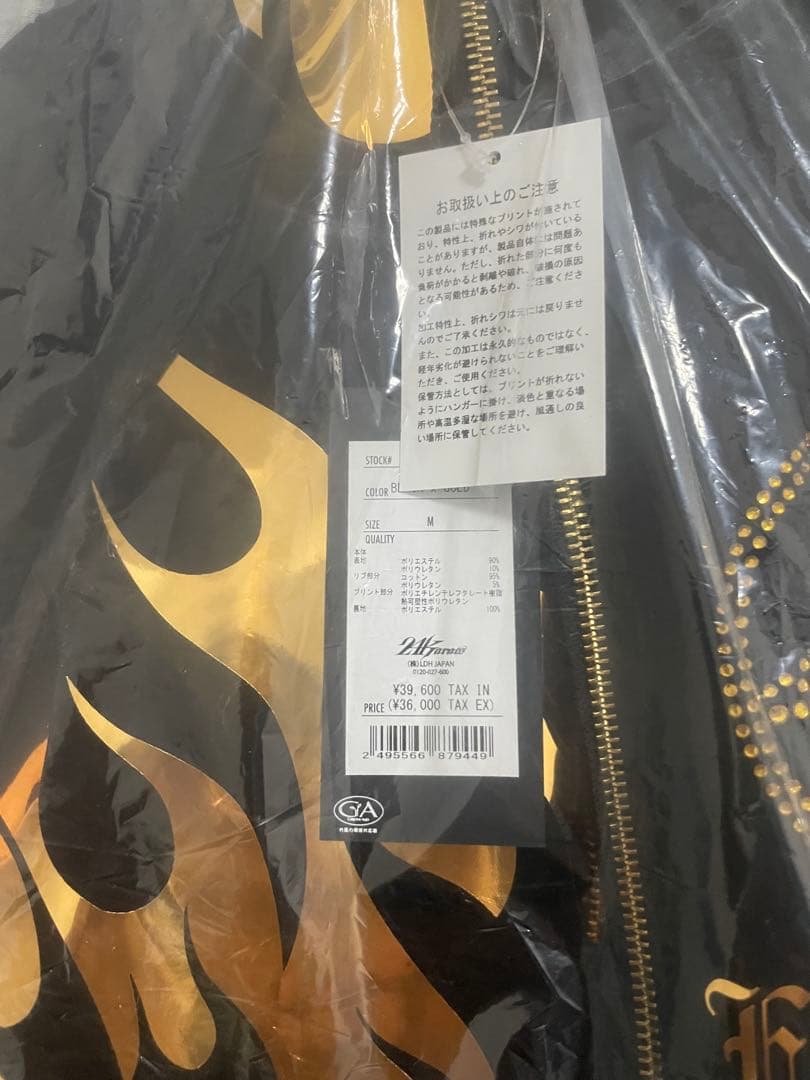 お取扱い上のご注意
この製品には特殊なプリントが施されて
おり、特性上、折れやシワが付いている
ことがありますが、製品自体には問題あ
りません。ただし、折れた部分に何度も
負荷がかかると剥離や破れ、破損の原因
となる可能性があるため、ご注意くださ
い。
加工特性上、折れシワは元には戻りませ
んのでご了承ください。
また、この加工は永久的なものではなく、
経年劣化が避けられないことをご理解い
ただき、ご使用ください。
保管方法としては、プリントが折れない
ようにハンガーに掛け、淡色と重なる場
所や高温多湿な場所を避け、風通しの良
い場所に保管してください。
STOCK#
COLOR
SIZE M
QUALITY
本体
表地 ポリエステル 90%
ポリウレタン 10%
リブ部分 コットン 95%
ポリウレタン 5%
プリント部分 ポリエチレンテレフタレート樹脂
熱可塑性ポリウレタン
裏地 ポリエステル 100%
24karats
(株)LDH JAPAN
0120-027-600
¥39,600 TAX IN
PRICE (¥36,000 TAX EX)
2 495566 879449
GA
E